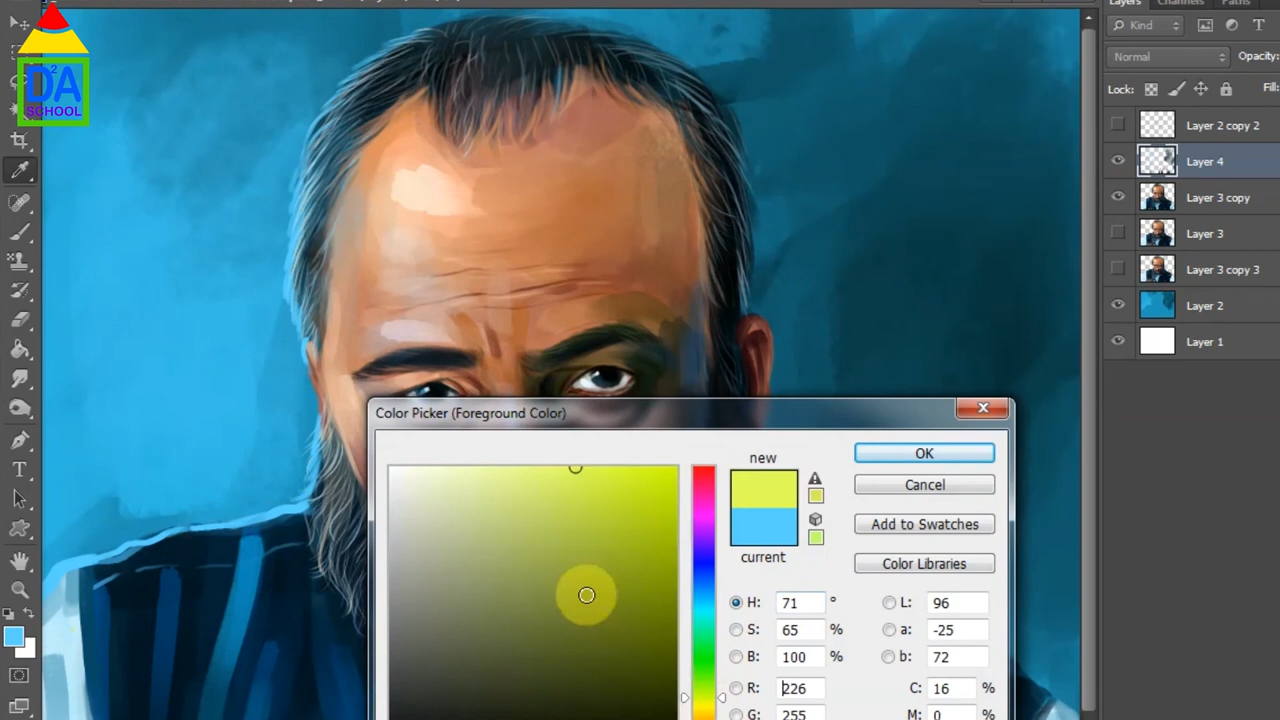 Layers Channels Paths
D²A
SCHOOL
Kind
Normal Opacity:
Lock: Fill:
Layer 2 copy 2
Layer 4
Layer 3 copy
Layer 3
Layer 3 copy 3
Layer 2
Layer 1
Color Picker (Foreground Color)
new
current
OK
Cancel
Add to Swatches
Color Libraries
H: 71 ° L: 96
S: 65 % a: -25
B: 100 % b: 72
R: 226 C: 16 %
G: 255 M: 0 %